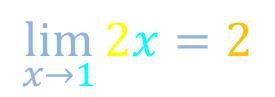 lim 2x = 2
x→1